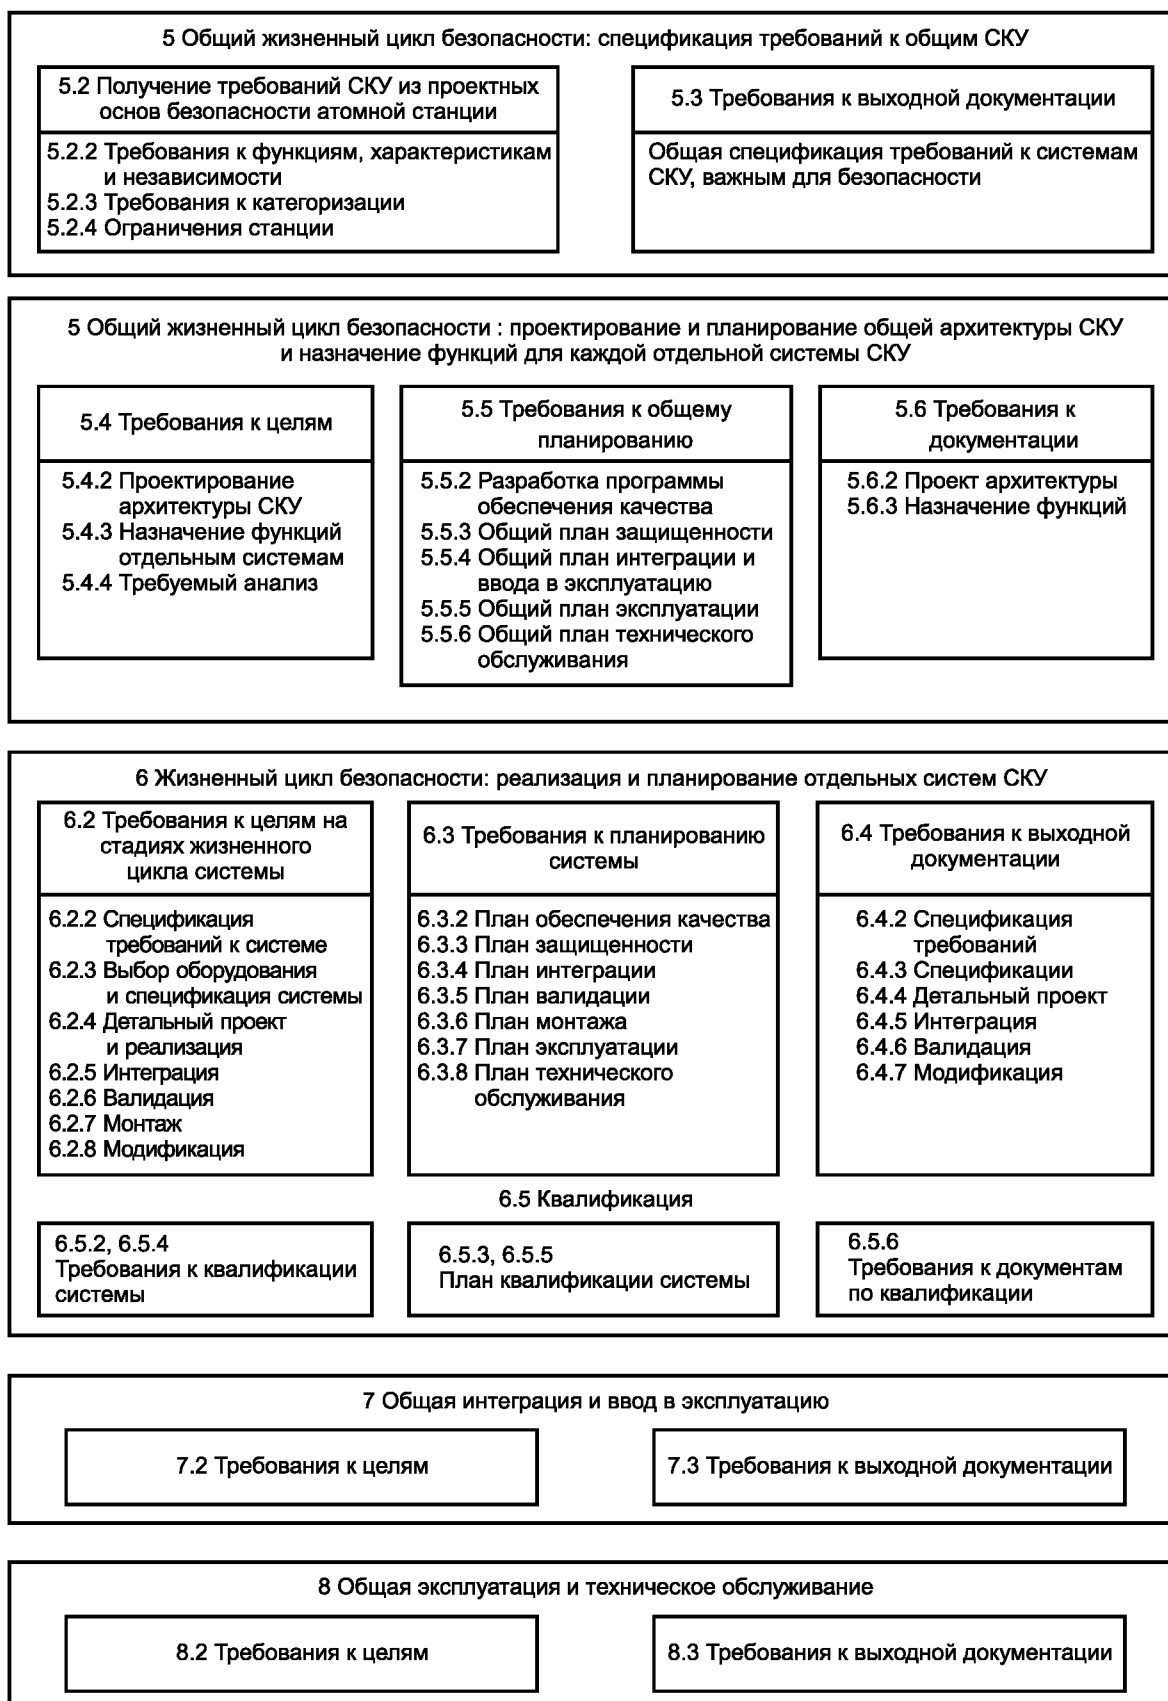 5 Общий жизненный цикл безопасности: спецификация требований к общим СКУ
5.2 Получение требований СКУ из проектных
основ безопасности атомной станции
5.2.2 Требования к функциям, характеристикам
и независимости
5.2.3 Требования к категоризации
5.2.4 Ограничения станции
5.3 Требования к выходной документации
Общая спецификация требований к системам
СКУ, важным для безопасности
5 Общий жизненный цикл безопасности : проектирование и планирование общей архитектуры СКУ
и назначение функций для каждой отдельной системы СКУ
5.4 Требования к целям
5.4.2 Проектирование
архитектуры СКУ
5.4.3 Назначение функций
отдельным системам
5.4.4 Требуемый анализ
5.5 Требования к общему
планированию
5.5.2 Разработка программы
обеспечения качества
5.5.3 Общий план защищенности
5.5.4 Общий план интеграции и
ввода в эксплуатацию
5.5.5 Общий план эксплуатации
5.5.6 Общий план технического
обслуживания
5.6 Требования к
документации
5.6.2 Проект архитектуры
5.6.3 Назначение функций
6 Жизненный цикл безопасности: реализация и планирование отдельных систем СКУ
6.2 Требования к целям на
стадиях жизненного
цикла системы
6.2.2 Спецификация
требований к системе
6.2.3 Выбор оборудования
и спецификация системы
6.2.4 Детальный проект
и реализация
6.2.5 Интеграция
6.2.6 Валидация
6.2.7 Монтаж
6.2.8 Модификация
6.3 Требования к планированию
системы
6.3.2 План обеспечения качества
6.3.3 План защищенности
6.3.4 План интеграции
6.3.5 План валидации
6.3.6 План монтажа
6.3.7 План эксплуатации
6.3.8 План технического
обслуживания
6.4 Требования к выходной
документации
6.4.2 Спецификация
требований
6.4.3 Спецификации
6.4.4 Детальный проект
6.4.5 Интеграция
6.4.6 Валидация
6.4.7 Модификация
6.5 Квалификация
6.5.2, 6.5.4
Требования к квалификации
системы
6.5.3, 6.5.5
План квалификации системы
6.5.6
Требования к документам
по квалификации
7 Общая интеграция и ввод в эксплуатацию
7.2 Требования к целям
7.3 Требования к выходной документации
8 Общая эксплуатация и техническое обслуживание
8.2 Требования к целям
8.3 Требования к выходной документации